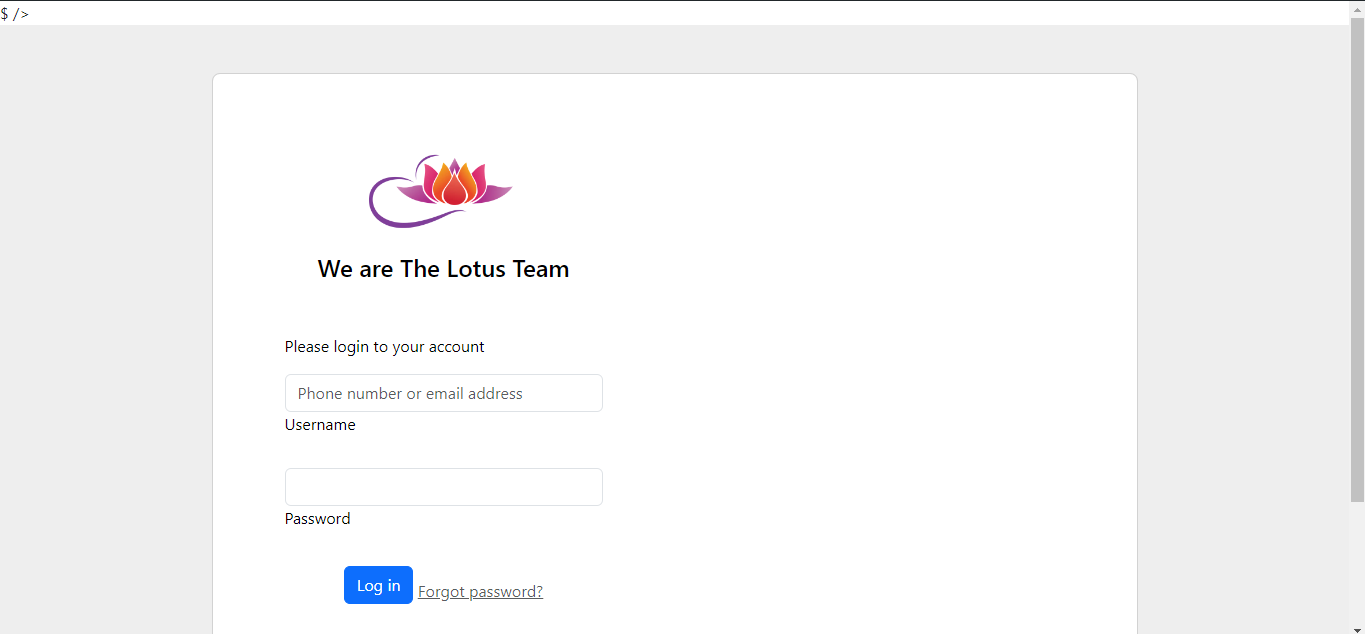 $ />
We are The Lotus Team
Please login to your account
Phone number or email address
Username
Password
Log in Forgot password?